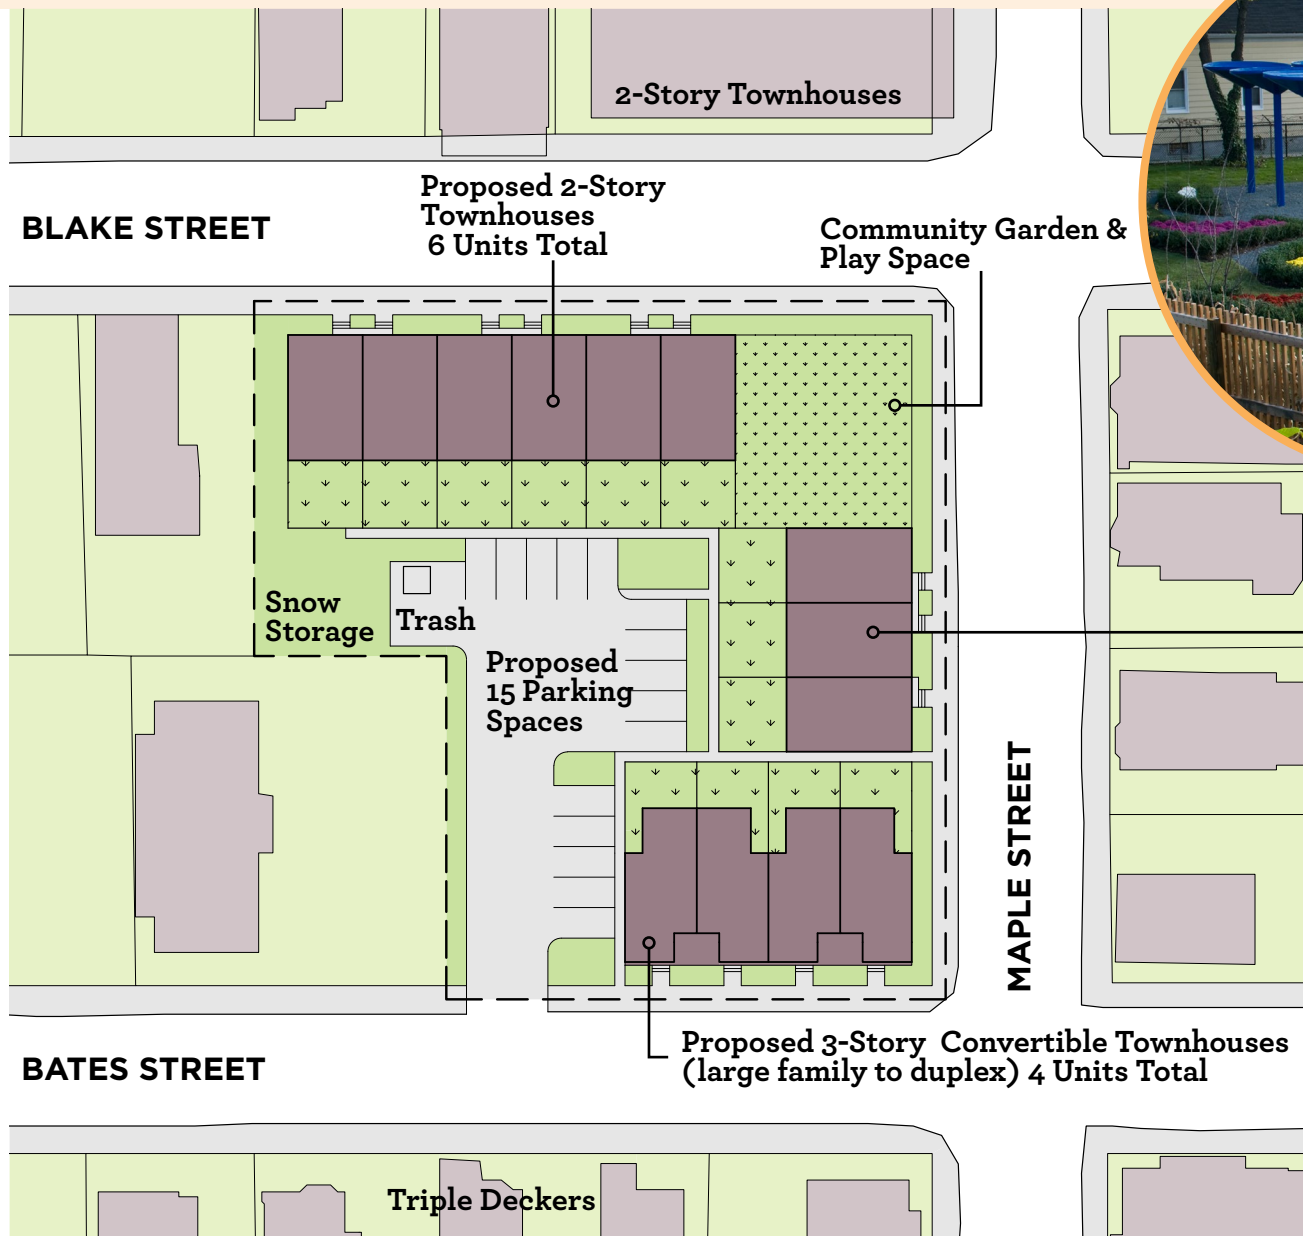 2-Story Townhouses
Proposed 2-Story
Townhouses
6 Units Total
BLAKE STREET
Community Garden &
Play Space
Snow
Storage
Trash
Proposed
15 Parking
Spaces
MAPLE STREET
Proposed 3-Story Convertible Townhouses
(large family to duplex) 4 Units Total
BATES STREET
Triple Deckers